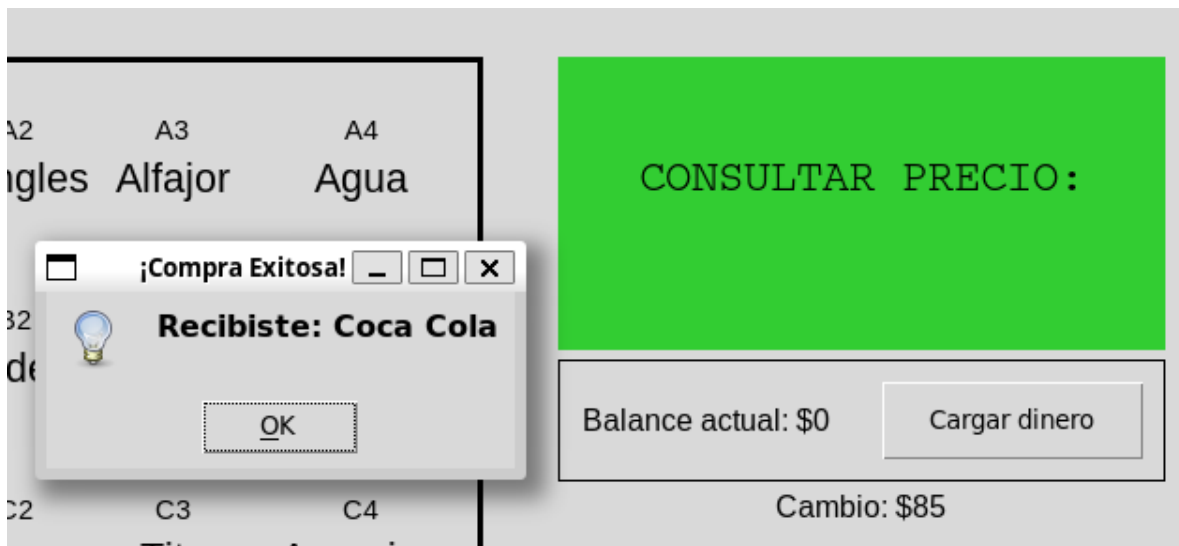 A2 A3 A4
Alfajor Agua
CONSULTAR PRECIO:
¡Compra Exitosa!
Recibiste: Coca Cola
OK
Balance actual: $0
Cargar dinero
Cambio: $85
C3 C4